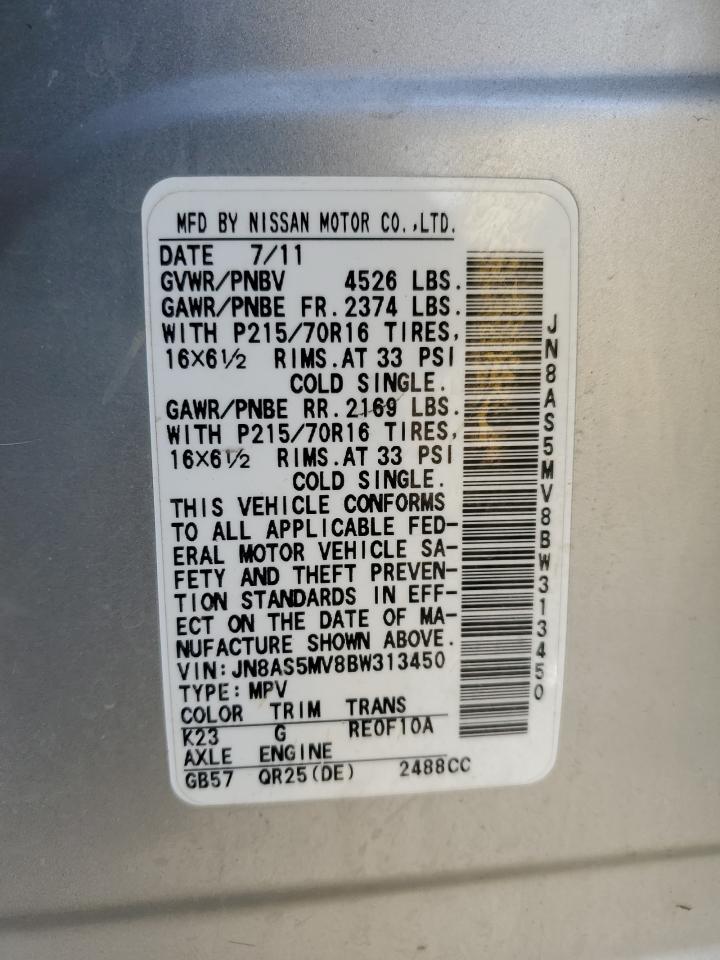 MFD BY NISSAN MOTOR CO.,LTD.
DATE 7/11
GVWR/PNBV 4526 LBS.
GAWR/PNBE FR. 2374 LBS.
WITH P215/70R16 TIRES,
16X6½ RIMS.AT 33 PSI
COLD SINGLE.
GAWR/PNBE RR. 2169 LBS.
WITH P215/70R16 TIRES,
16X6½ RIMS.AT 33 PSI
COLD SINGLE.
THIS VEHICLE CONFORMS
TO ALL APPLICABLE FED-
ERAL MOTOR VEHICLE SA-
FETY AND THEFT PREVEN-
TION STANDARDS IN EFF-
ECT ON THE DATE OF MA-
NUFACTURE SHOWN ABOVE.
VIN:JN8AS5MV8BW313450
TYPE:MPV
COLOR TRIM TRANS
K23 G RE0F10A
AXLE ENGINE
GB57 QR25(DE) 2488CC
JN8AS5MV8BW313450